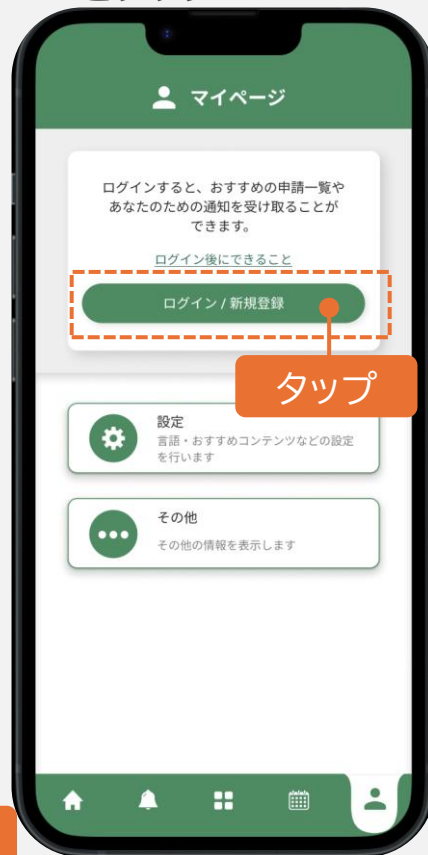 マイページ
ログインすると、おすすめの申請一覧や
あなたのための通知を受け取ることが
できます。
ログイン後にできること
ログイン / 新規登録
タップ
設定
言語・おすすめコンテンツなどの設定
を行います
その他
その他の情報を表示します